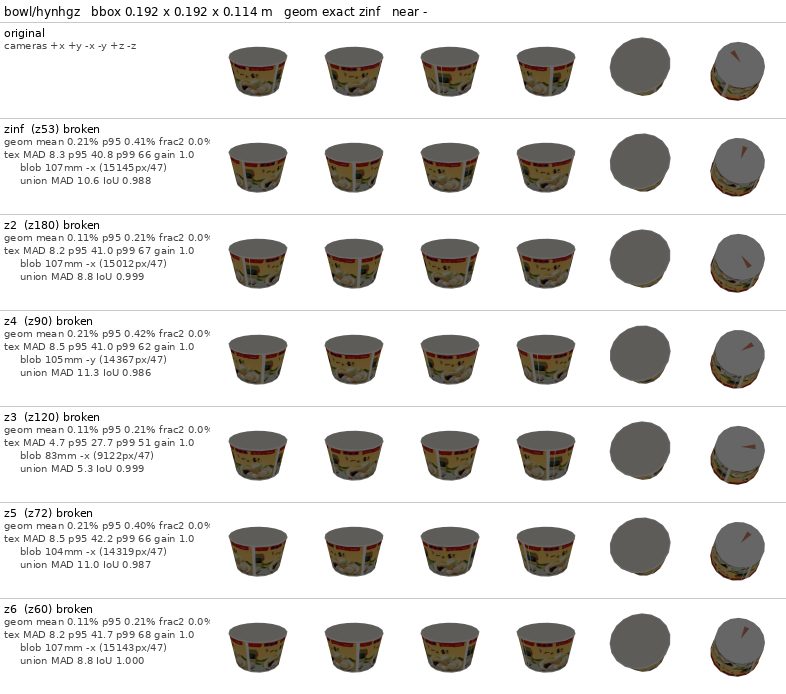 bowl/hynhgz bbox 0.192 x 0.192 x 0.114 m geom exact zinf near -
original
cameras +x +y -x -y +z -z
zinf (z53) broken
geom mean 0.21% p95 0.41% frac2 0.0%
tex MAD 8.3 p95 40.8 p99 66 gain 1.0
blob 107mm -x (15145px/47)
union MAD 10.6 IoU 0.988
z2 (z180) broken
geom mean 0.11% p95 0.21% frac2 0.0%
tex MAD 8.2 p95 41.0 p99 67 gain 1.0
blob 107mm -x (15012px/47)
union MAD 8.8 IoU 0.999
z4 (z90) broken
geom mean 0.21% p95 0.42% frac2 0.0%
tex MAD 8.5 p95 41.0 p99 62 gain 1.0
blob 105mm -y (14367px/47)
union MAD 11.3 IoU 0.986
z3 (z120) broken
geom mean 0.11% p95 0.21% frac2 0.0%
tex MAD 4.7 p95 27.7 p99 51 gain 1.0
blob 83mm -x (9122px/47)
union MAD 5.3 IoU 0.999
z5 (z72) broken
geom mean 0.21% p95 0.40% frac2 0.0%
tex MAD 8.5 p95 42.2 p99 66 gain 1.0
blob 104mm -x (14319px/47)
union MAD 11.0 IoU 0.987
z6 (z60) broken
geom mean 0.11% p95 0.21% frac2 0.0%
tex MAD 8.2 p95 41.7 p99 68 gain 1.0
blob 107mm -x (15143px/47)
union MAD 8.8 IoU 1.000